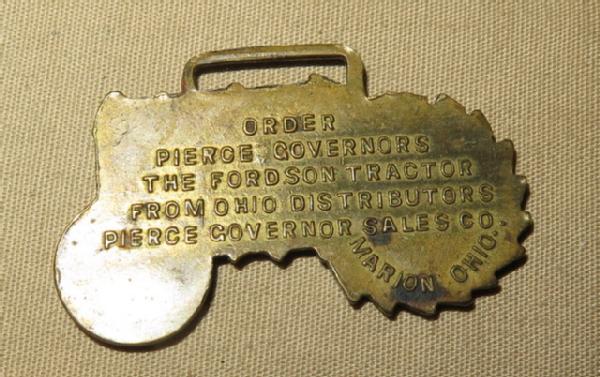 ORDER
PIERCE GOVERNORS
THE FORDSON TRACTOR
FROM OHIO DISTRIBUTORS
PIERCE GOVERNOR SALES CO.
MARION OHIO.